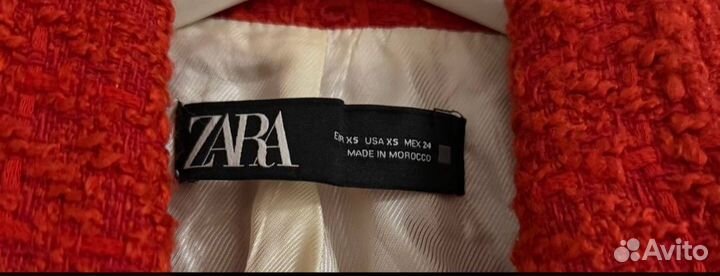 ZARA
EUR XS USA XS MEX 24
MADE IN MOROCCO
Avito